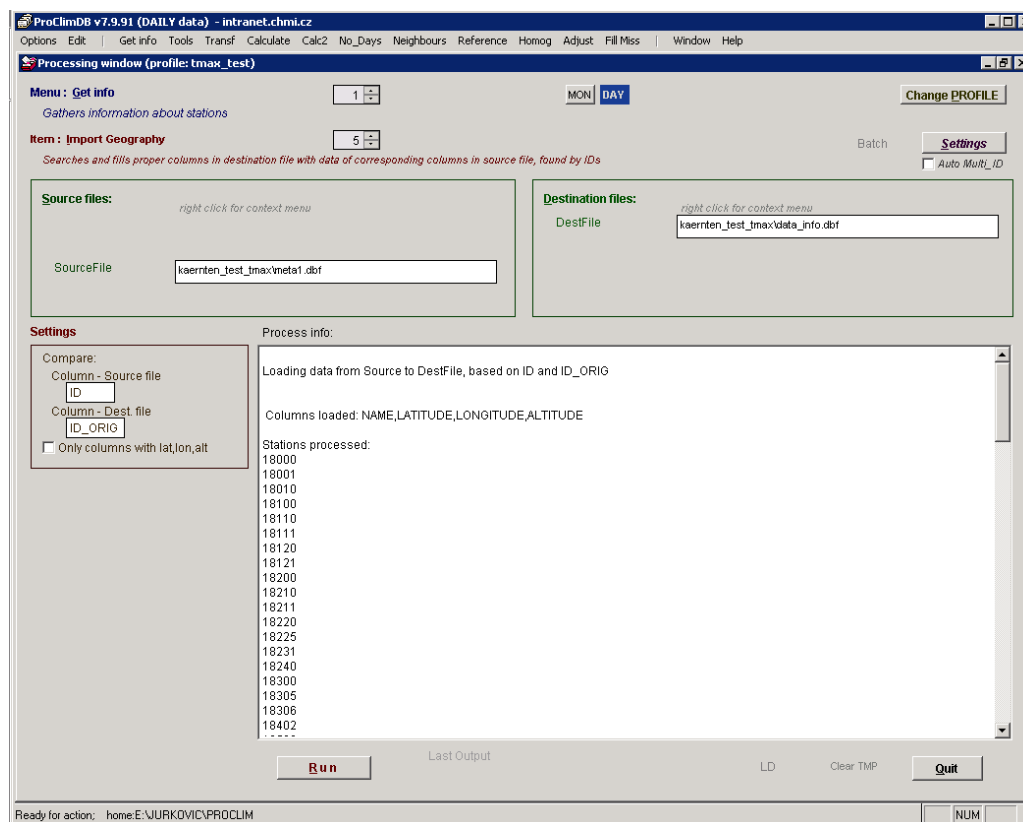 ProClimDB v7.9.91 (DAILY data) - intranet.chmi.cz
Options Edit | Get info Tools Transf Calculate Calc2 No_Days Neighbours Reference Homog Adjust Fill Miss | Window Help
Processing window (profile: tmax_test)
Menu : Get info 1 MON DAY Change PROFILE
Gathers information about stations
Item : Import Geography 5 Batch Settings
Searches and fills proper columns in destination file with data of corresponding columns in source file, found by IDs
Auto Multi_ID
Source files: right click for context menu
Destination files: right click for context menu
DestFile kaernten_test_tmax\data_info.dbf
SourceFile kaernten_test_tmax\meta1.dbf
Settings
Process info:
Compare:
Column - Source file
ID
Column - Dest. file
ID_ORIG
Only columns with lat,lon,alt
Loading data from Source to DestFile, based on ID and ID_ORIG
Columns loaded: NAME,LATITUDE,LONGITUDE,ALTITUDE
Stations processed:
18000
18001
18010
18100
18110
18111
18120
18121
18200
18210
18211
18220
18225
18231
18240
18300
18305
18306
18402
Run Last Output LD Clear TMP Quit
Ready for action; home:E:\JURKOVIC\PROCLIM NUM